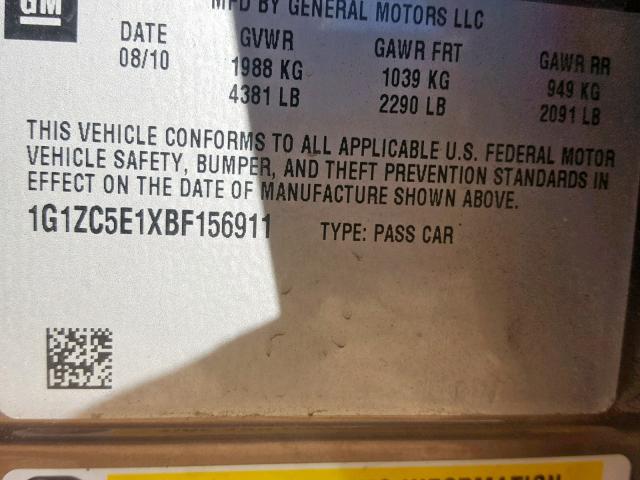 GM
MFD BY GENERAL MOTORS LLC
DATE GVWR GAWR FRT GAWR RR
08/10 1988 KG 1039 KG 949 KG
4381 LB 2290 LB 2091 LB
THIS VEHICLE CONFORMS TO ALL APPLICABLE U.S. FEDERAL MOTOR
VEHICLE SAFETY, BUMPER, AND THEFT PREVENTION STANDARDS IN
EFFECT ON THE DATE OF MANUFACTURE SHOWN ABOVE.
1G1ZC5E1XBF156911 TYPE: PASS CAR
INFORMATION